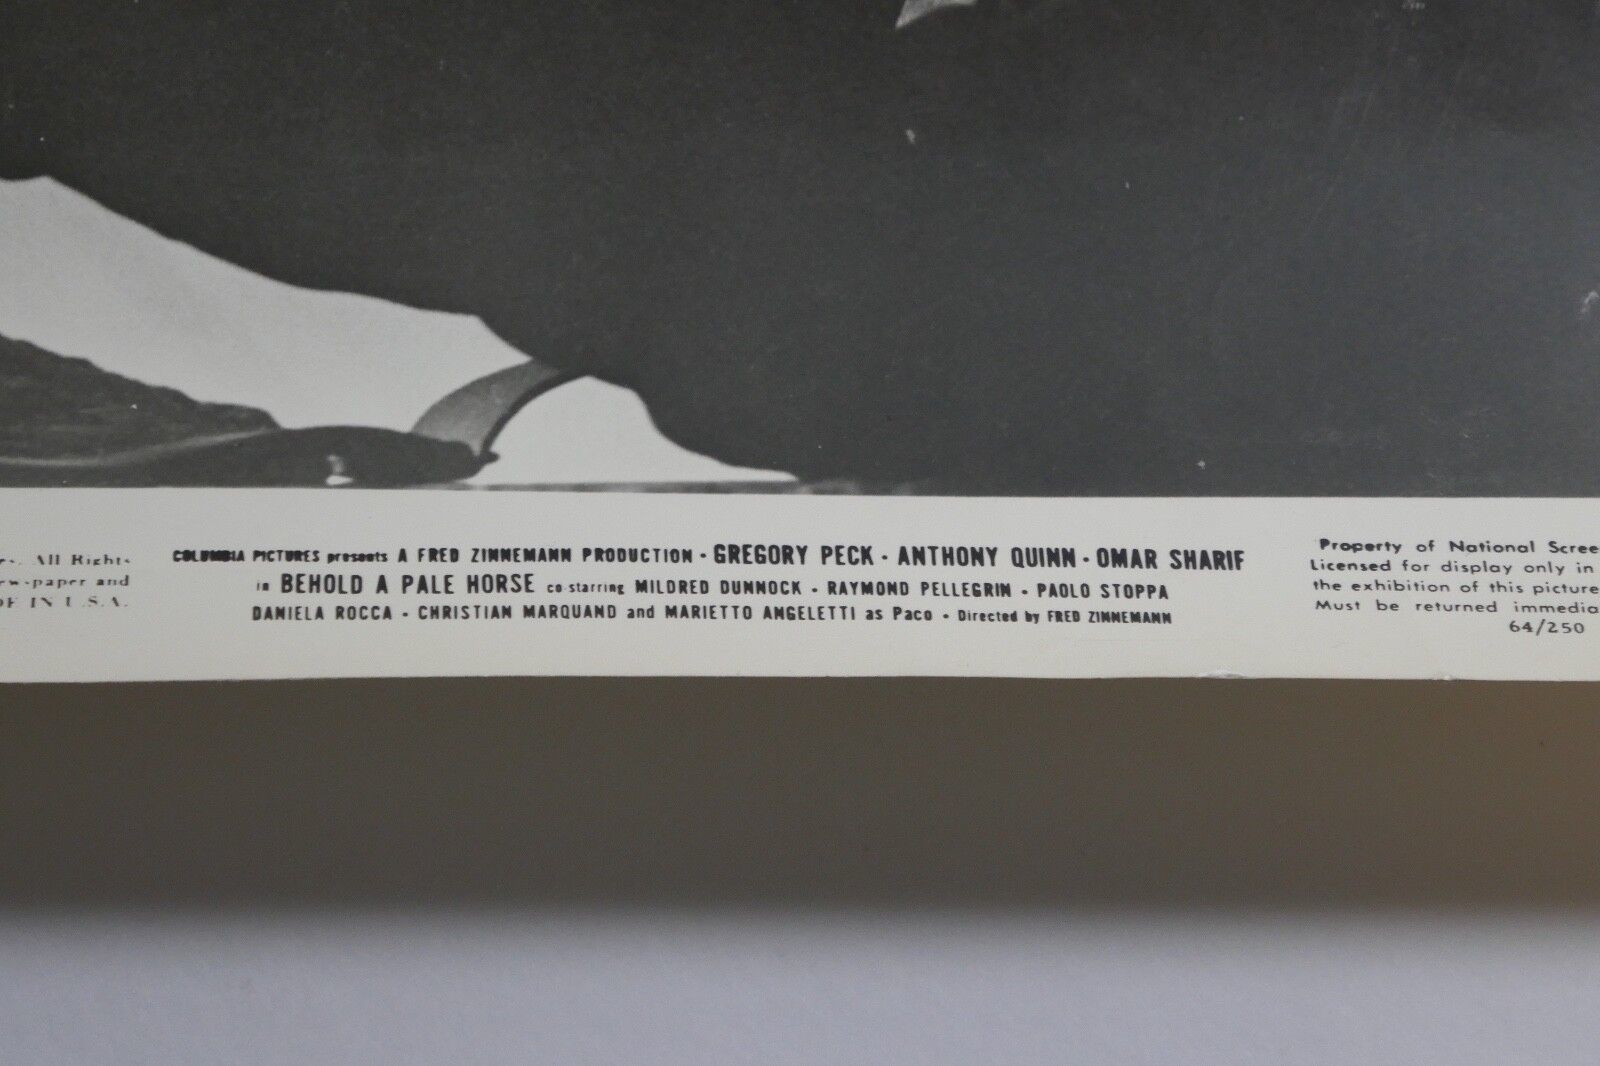 All Rights
paper and
IN U.S.A.
COLUMBIA PICTURES presents A FRED ZINNEMANN PRODUCTION · GREGORY PECK · ANTHONY QUINN · OMAR SHARIF
in BEHOLD A PALE HORSE co-starring MILDRED DUNNOCK · RAYMOND PELLEGRIN · PAOLO STOPPA
DANIELA ROCCA · CHRISTIAN MARQUAND and MARIETTO ANGELETTI as Paco · Directed by FRED ZINNEMANN
Property of National Scree
Licensed for display only in
the exhibition of this picture
Must be returned immedia
64/250